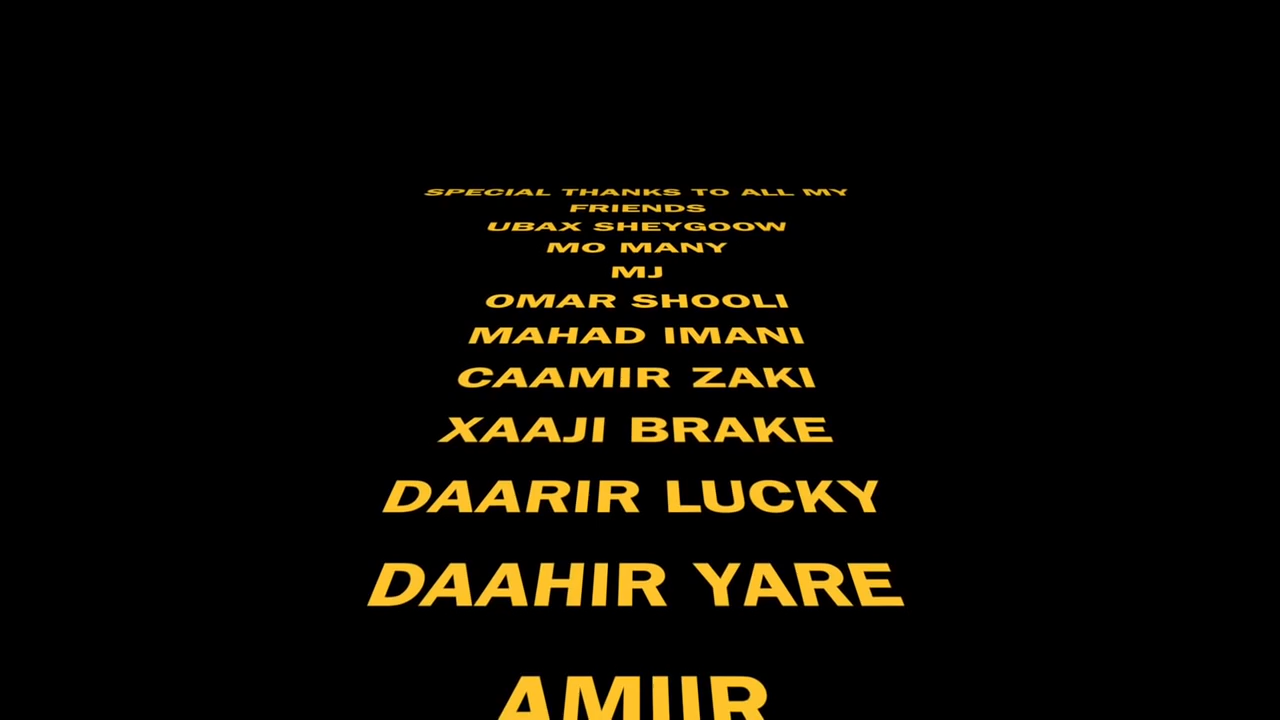 SPECIAL THANKS TO ALL MY
FRIENDS
UBAX SHEYGOOW
MO MANY
MJ
OMAR SHOOLI
MAHAD IMANI
CAAMIR ZAKI
XAAJI BRAKE
DAARIR LUCKY
DAAHIR YARE
AMIIR